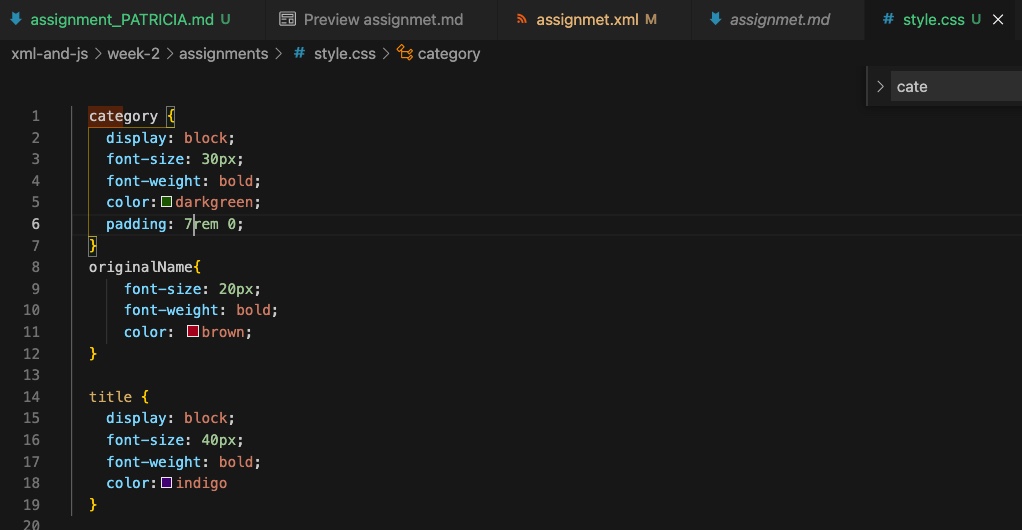 assignment_PATRICIA.md U Preview assignmet.md assignmet.xml M assignmet.md # style.css U ×
xml-and-js > week-2 > assignments > # style.css > category
> cate
1 category {
2 display: block;
3 font-size: 30px;
4 font-weight: bold;
5 color: darkgreen;
6 padding: 7rem 0;
7 }
8 originalName{
9 font-size: 20px;
10 font-weight: bold;
11 color: brown;
12 }
13
14 title {
15 display: block;
16 font-size: 40px;
17 font-weight: bold;
18 color: indigo
19 }
20